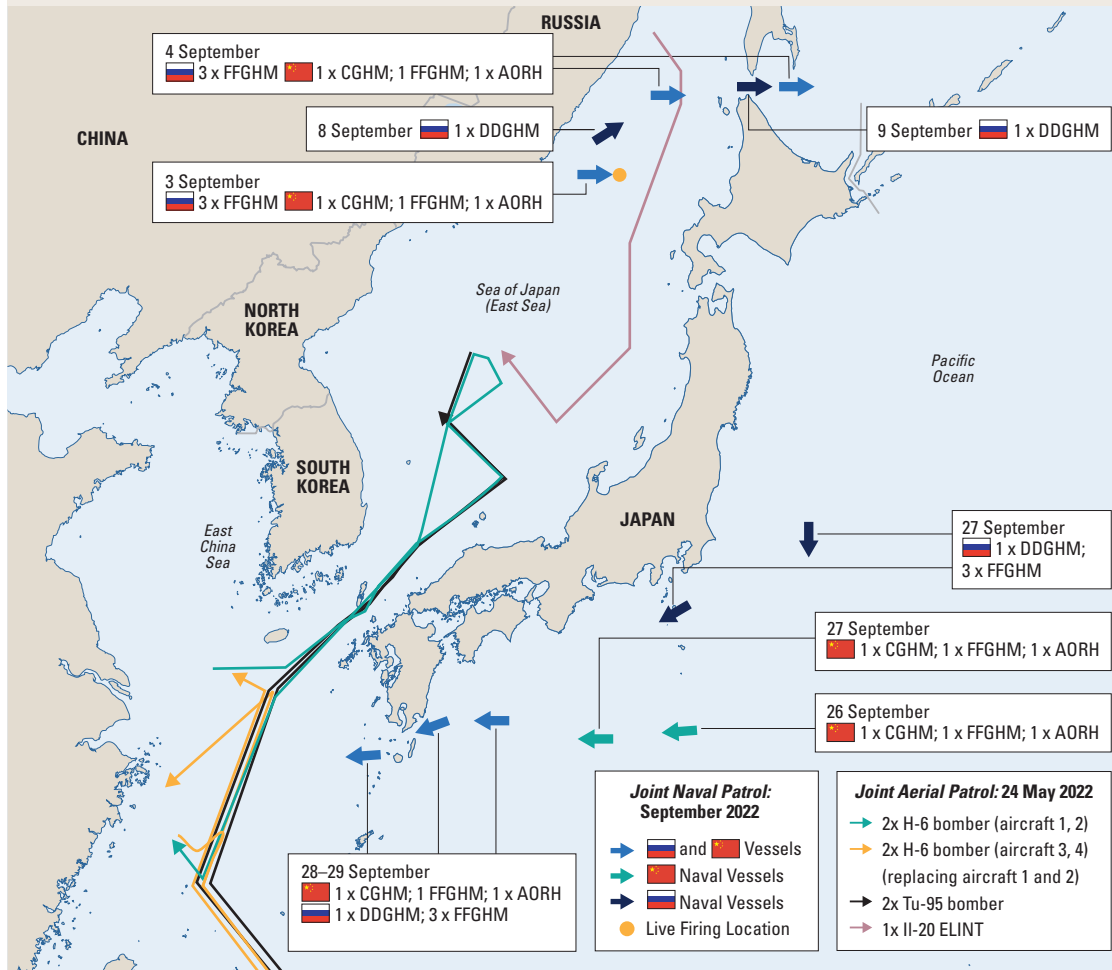 RUSSIA
4 September
3 x FFGHM 1 x CGHM; 1 FFGHM; 1 x AORH
CHINA
8 September 1 x DDGHM
9 September 1 x DDGHM
3 September
3 x FFGHM 1 x CGHM; 1 FFGHM; 1 x AORH
Sea of Japan
(East Sea)
NORTH
KOREA
Pacific
Ocean
SOUTH
KOREA
East
China
Sea
JAPAN
27 September
1 x DDGHM;
3 x FFGHM
27 September
1 x CGHM; 1 x FFGHM; 1 x AORH
26 September
1 x CGHM; 1 x FFGHM; 1 x AORH
28–29 September
1 x CGHM; 1 FFGHM; 1 x AORH
1 x DDGHM; 3 x FFGHM
Joint Naval Patrol:
September 2022
and Vessels
Naval Vessels
Naval Vessels
Live Firing Location
Joint Aerial Patrol: 24 May 2022
2x H-6 bomber (aircraft 1, 2)
2x H-6 bomber (aircraft 3, 4)
(replacing aircraft 1 and 2)
2x Tu-95 bomber
1x Il-20 ELINT